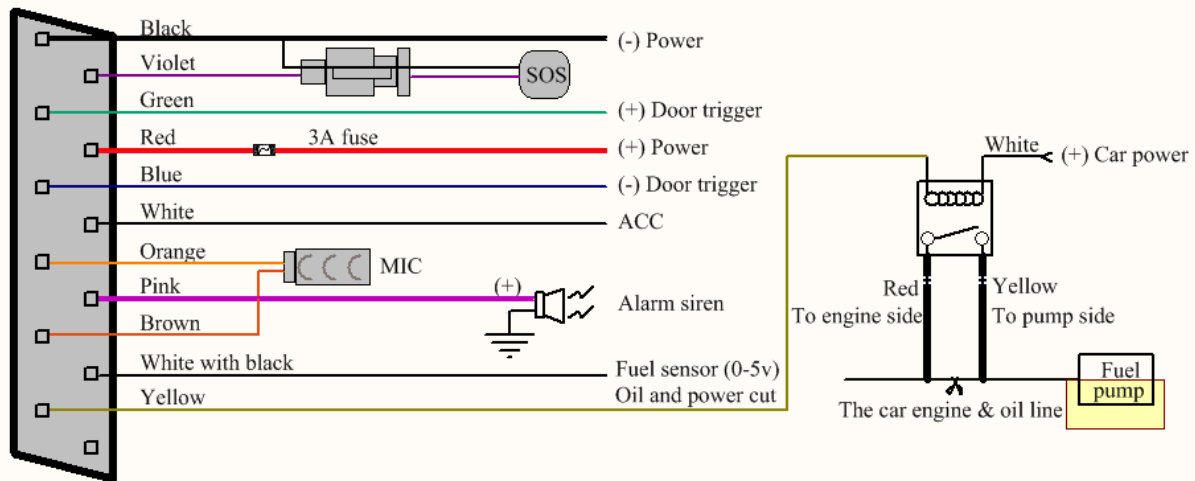 Black
(-) Power
Violet
SOS
Green
(+) Door trigger
Red
3A fuse
(+) Power
White
(+) Car power
Blue
(-) Door trigger
White
ACC
Orange
MIC
Pink
(+)
Alarm siren
Red
To engine side
Yellow
To pump side
Brown
White with black
Fuel sensor (0-5v)
Yellow
Oil and power cut
Fuel
pump
The car engine & oil line